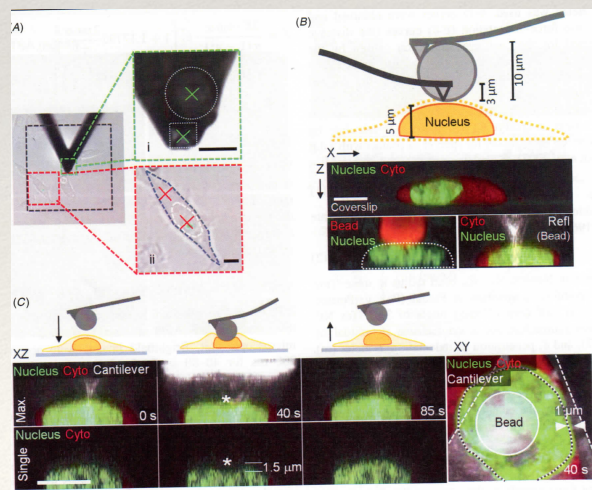 (A)
i
ii
(B)
10 µm
3 µm
5 µm
Nucleus
X
Z
Nucleus Cyto
Coverslip
Bead
Nucleus
Cyto
Nucleus
Refl
(Bead)
(C)
XZ
XY
Nucleus Cyto Cantilever
Max.
0 s
40 s
85 s
Nucleus Cyto
Single
1.5 µm
Nucleus Cyto
Cantilever
Bead
1 µm
40 s